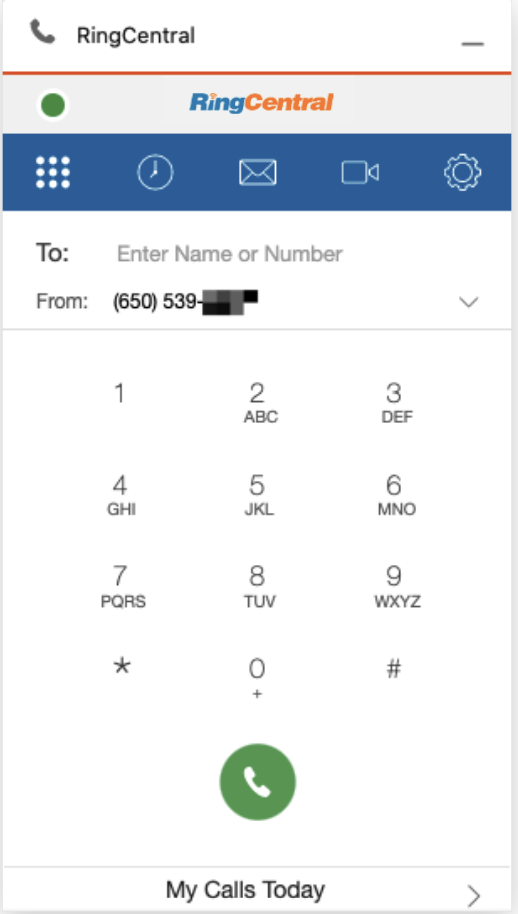 RingCentral
RingCentral
To: Enter Name or Number
From: (650) 539-
1 2 3
ABC DEF
4 5 6
GHI JKL MNO
7 8 9
PQRS TUV WXYZ
* 0 #
+
My Calls Today